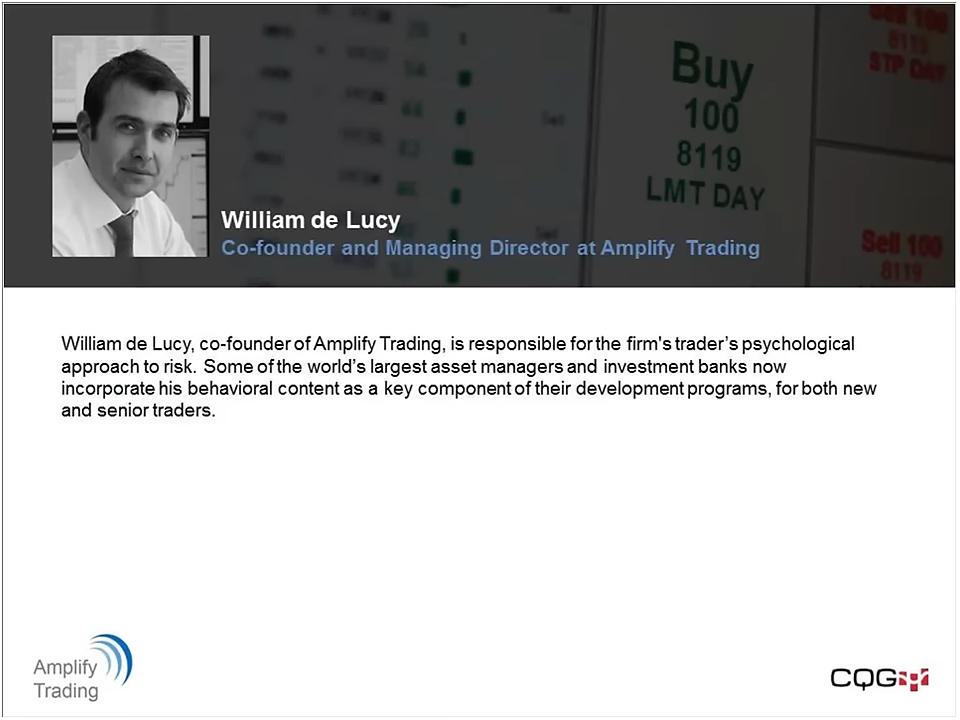 Buy
100
8119
LMT DAY
Sell 100
8119
STP DAY
Sell 100
8119
William de Lucy
Co-founder and Managing Director at Amplify Trading
William de Lucy, co-founder of Amplify Trading, is responsible for the firm's trader’s psychological
approach to risk. Some of the world’s largest asset managers and investment banks now
incorporate his behavioral content as a key component of their development programs, for both new
and senior traders.
Amplify
Trading
CQG